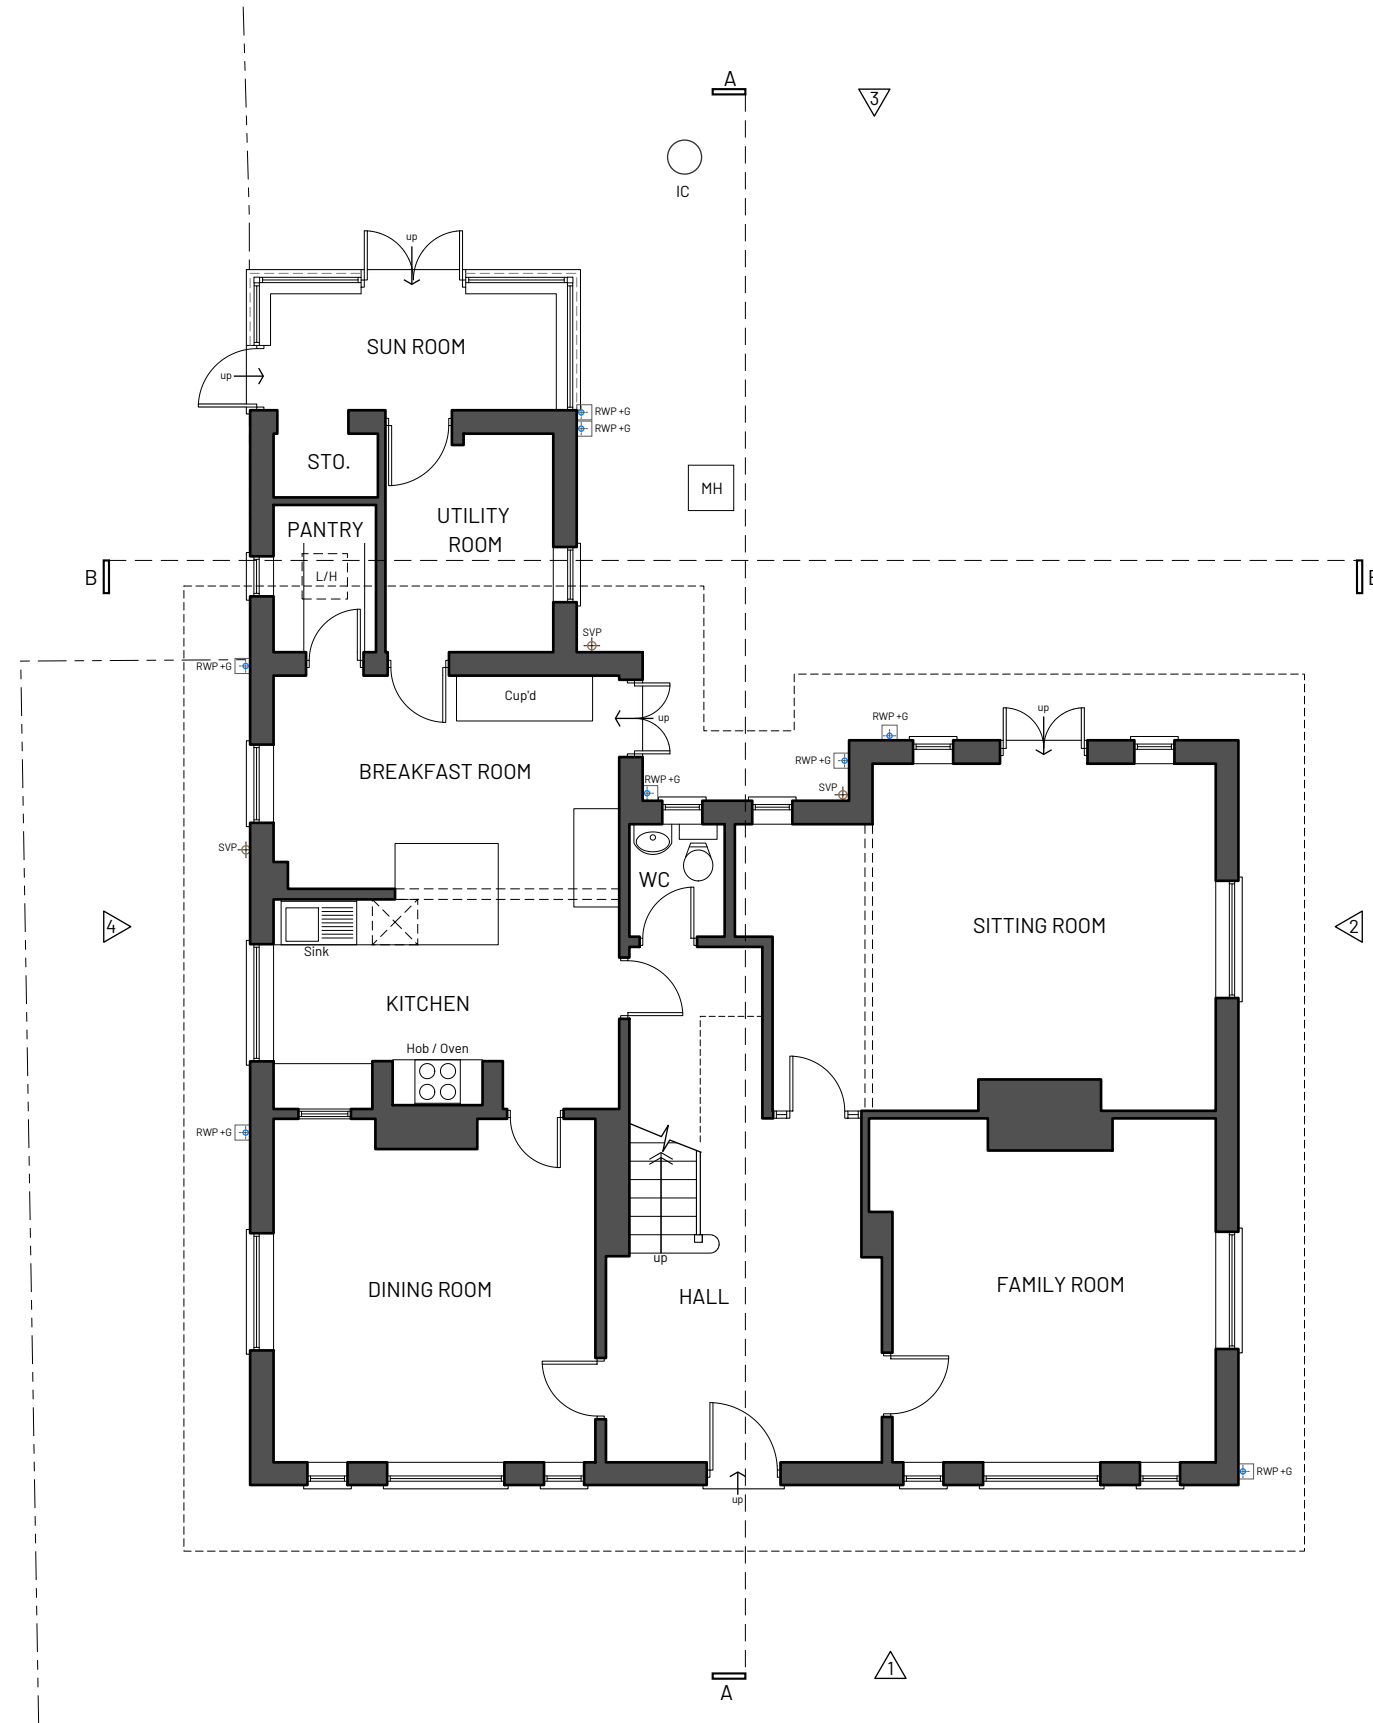 A
3
IC
up
SUN ROOM
up
RWP +G
RWP +G
STO.
MH
UTILITY
ROOM
PANTRY
L/H
B
SVP
RWP +G
Cup'd
up
up
RWP +G
BREAKFAST ROOM
RWP +G
RWP +G
SVP
SVP
WC
4
SITTING ROOM
2
Sink
KITCHEN
Hob / Oven
RWP +G
up
DINING ROOM
HALL
FAMILY ROOM
RWP +G
up
1
A